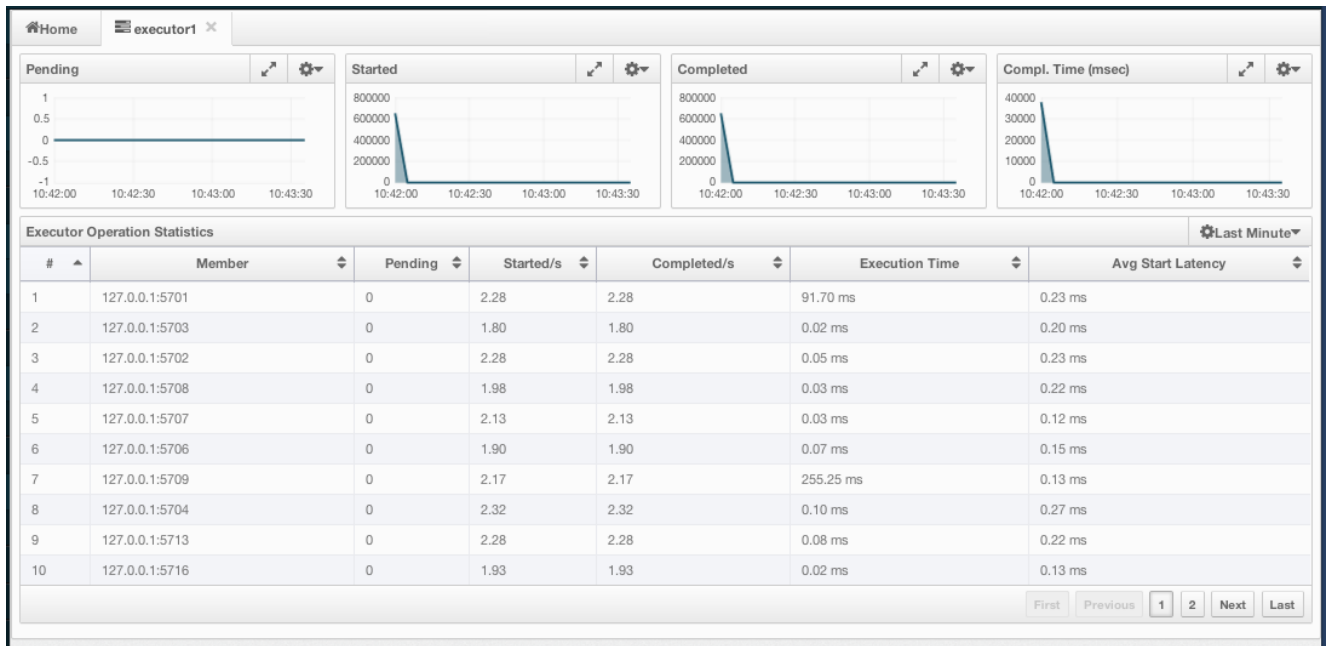 Home executor1
Pending Started Completed Compl. Time (msec)
1
0.5
0
-0.5
-1
10:42:00 10:42:30 10:43:00 10:43:30
800000
600000
400000
200000
0
10:42:00 10:42:30 10:43:00 10:43:30
800000
600000
400000
200000
0
10:42:00 10:42:30 10:43:00 10:43:30
40000
30000
20000
10000
0
10:42:00 10:42:30 10:43:00 10:43:30
Executor Operation Statistics Last Minute
# Member Pending Started/s Completed/s Execution Time Avg Start Latency
1 127.0.0.1:5701 0 2.28 2.28 91.70 ms 0.23 ms
2 127.0.0.1:5703 0 1.80 1.80 0.02 ms 0.20 ms
3 127.0.0.1:5702 0 2.28 2.28 0.05 ms 0.23 ms
4 127.0.0.1:5708 0 1.98 1.98 0.03 ms 0.22 ms
5 127.0.0.1:5707 0 2.13 2.13 0.03 ms 0.12 ms
6 127.0.0.1:5706 0 1.90 1.90 0.07 ms 0.15 ms
7 127.0.0.1:5709 0 2.17 2.17 255.25 ms 0.13 ms
8 127.0.0.1:5704 0 2.32 2.32 0.10 ms 0.27 ms
9 127.0.0.1:5713 0 2.28 2.28 0.08 ms 0.22 ms
10 127.0.0.1:5716 0 1.93 1.93 0.02 ms 0.13 ms
First Previous 1 2 Next Last